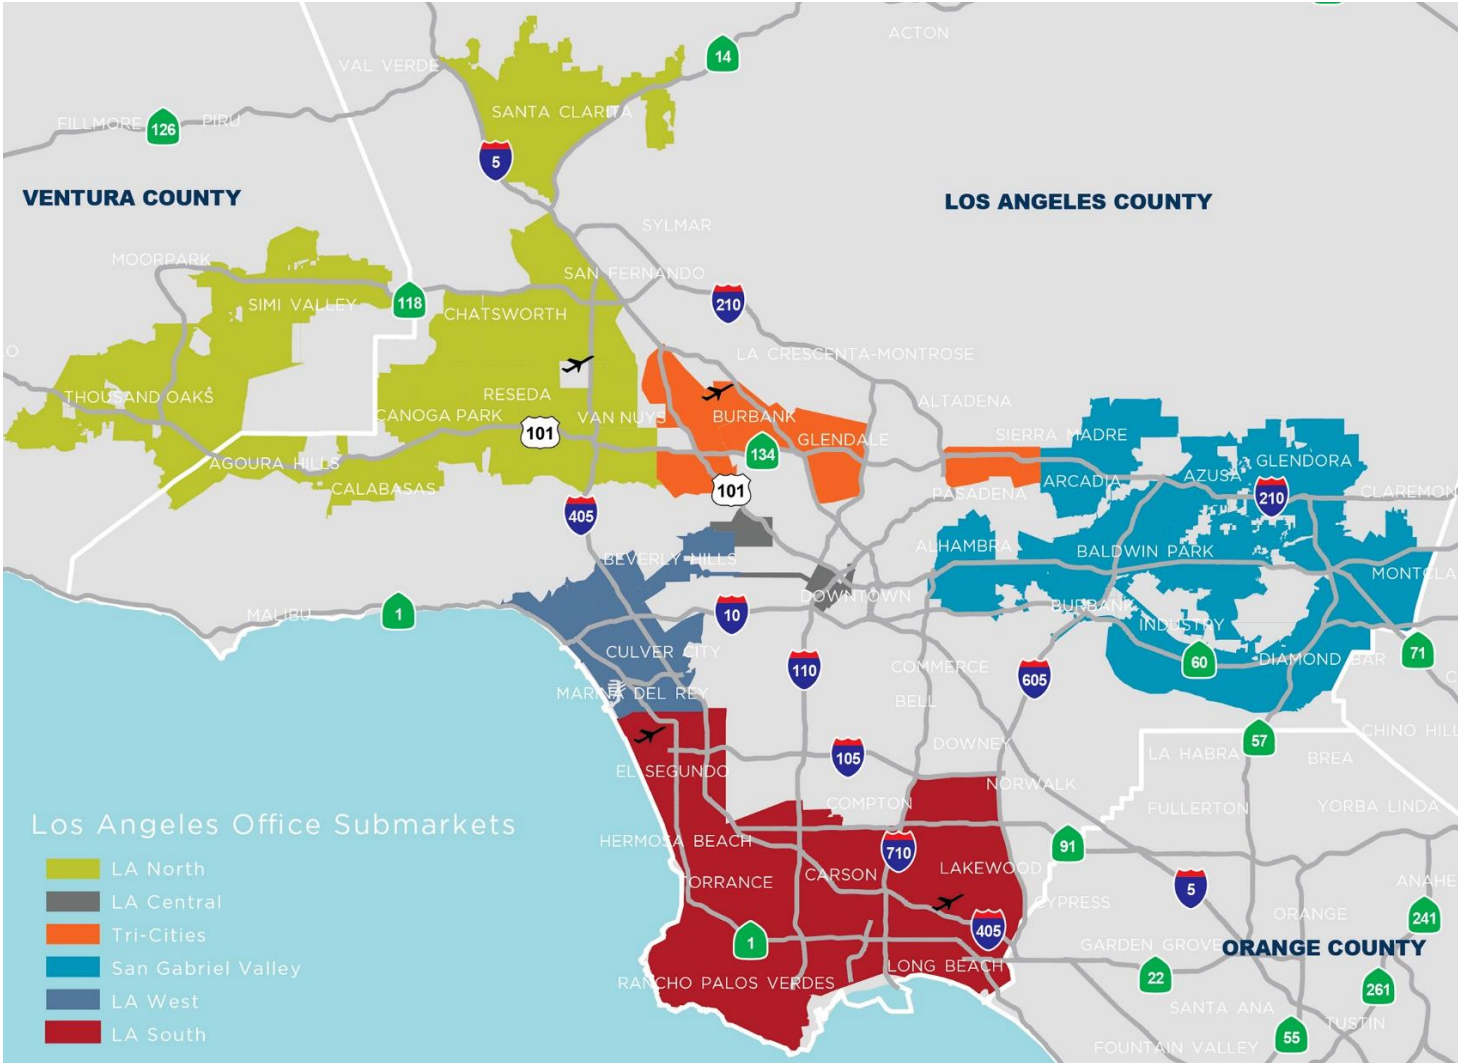 ACTON
14
VAL VERDE
SANTA CLARITA
FILLMORE
126
PIRU
5
VENTURA COUNTY
LOS ANGELES COUNTY
SYLMAR
MOORPARK
SAN FERNANDO
SIMI VALLEY
118
CHATSWORTH
210
LA CRESCENTA-MONTROSE
THOUSAND OAKS
RESEDA
ALTADENA
CANOGA PARK
VAN NUYS
BURBANK
101
134
GLENDALE
SIERRA MADRE
AGOURA HILLS
GLENDORA
CALABASAS
101
AZUSA
ARCADIA
PASADENA
210
CLAREMON
405
ALHAMBRA
BALDWIN PARK
BEVERLY HILLS
MONTCLA
MALIBU
1
10
DOWNTOWN
BURBANK
INDUSTRY
CULVER CITY
110
COMMERCE
605
60
DIAMOND BAR
71
MARINA DEL REY
BELL
57
CHINO HILL
DOWNEY
LA HABRA
BREA
EL SEGUNDO
105
NORWALK
COMPTON
FULLERTON
YORBA LINDA
Los Angeles Office Submarkets
HERMOSA BEACH
710
91
LA North
TORRANCE
CARSON
LAKEWOOD
5
ANAHE
LA Central
CYPRESS
ORANGE
241
Tri-Cities
1
405
GARDEN GROVE
ORANGE COUNTY
San Gabriel Valley
RANCHO PALOS VERDES
LONG BEACH
22
261
LA West
SANTA ANA
TUSTIN
LA South
FOUNTAIN VALLEY
55